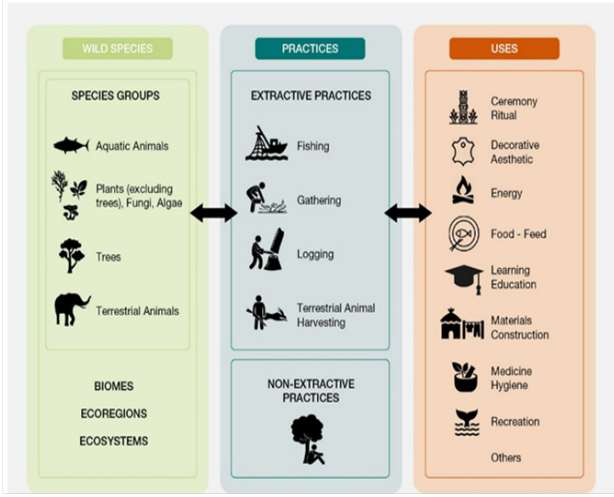 WILD SPECIES
SPECIES GROUPS
Aquatic Animals
Plants (excluding
trees), Fungi, Algae
Trees
Terrestrial Animals
BIOMES
ECOREGIONS
ECOSYSTEMS
PRACTICES
EXTRACTIVE PRACTICES
Fishing
Gathering
Logging
Terrestrial Animal
Harvesting
NON-EXTRACTIVE
PRACTICES
USES
Ceremony
Ritual
Decorative
Aesthetic
Energy
Food - Feed
Learning
Education
Materials
Construction
Medicine
Hygiene
Recreation
Others